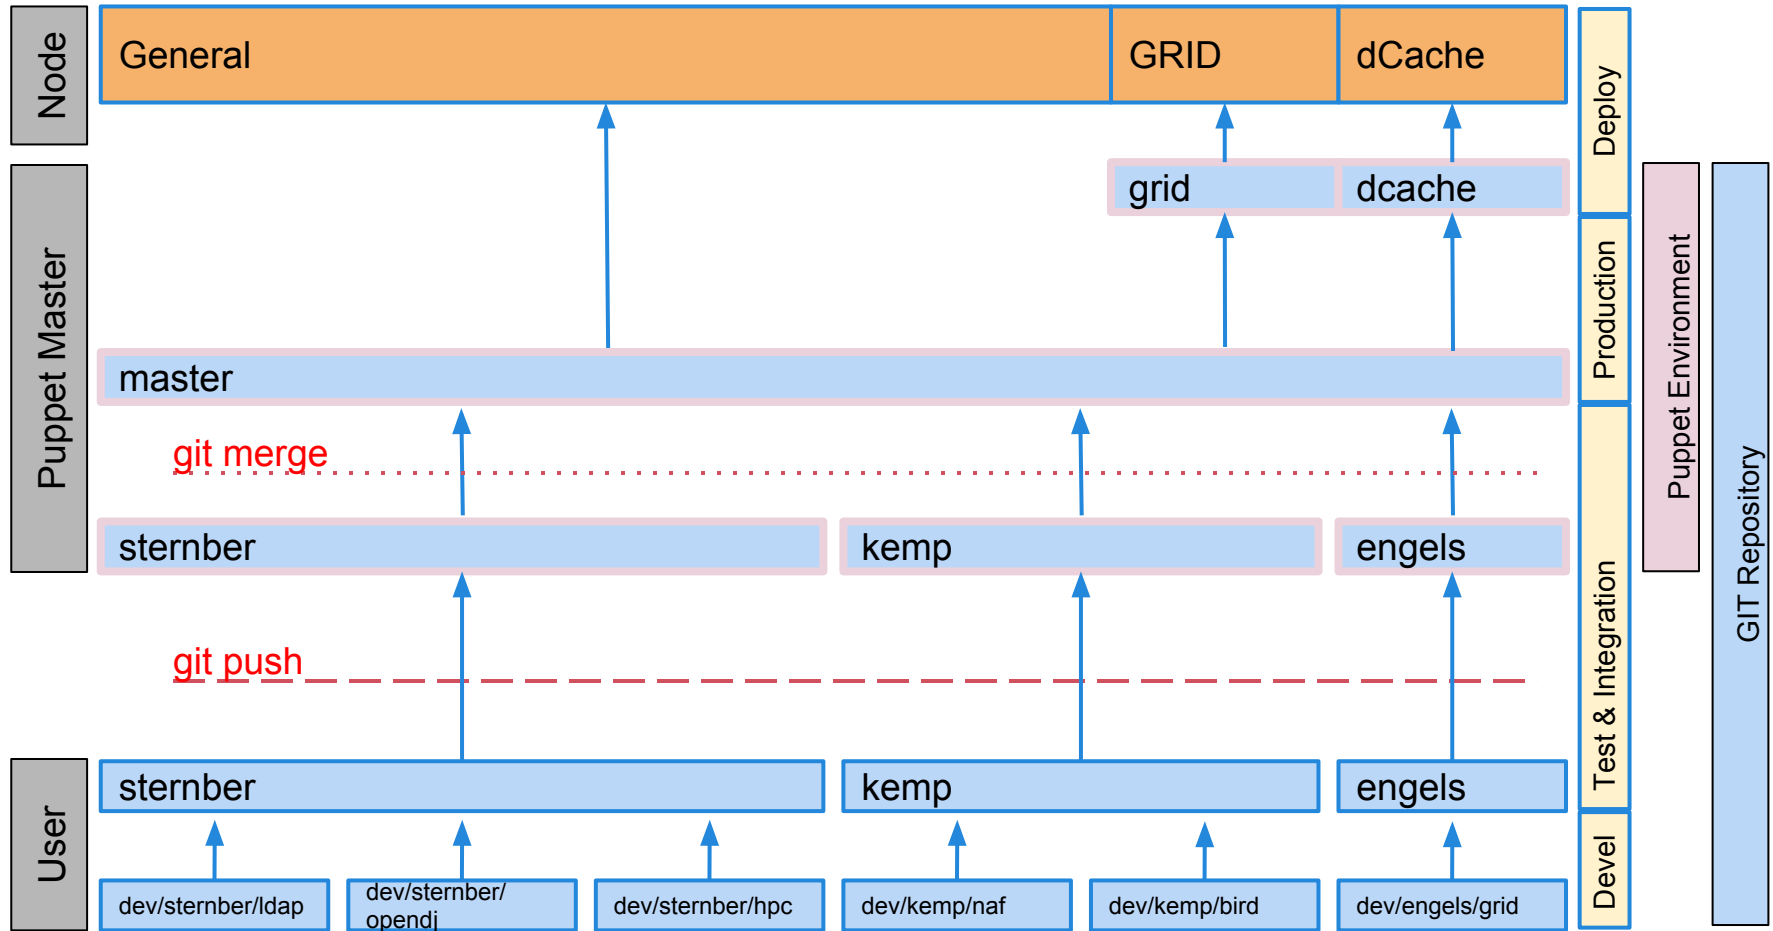 Node
General
GRID
dCache
Deploy
Puppet Master
grid
dcache
Production
Puppet Environment
GIT Repository
master
git merge
sternber
kemp
engels
Test & Integration
git push
User
sternber
kemp
engels
Devel
dev/sternber/ldap
dev/sternber/
opendj
dev/sternber/hpc
dev/kemp/naf
dev/kemp/bird
dev/engels/grid